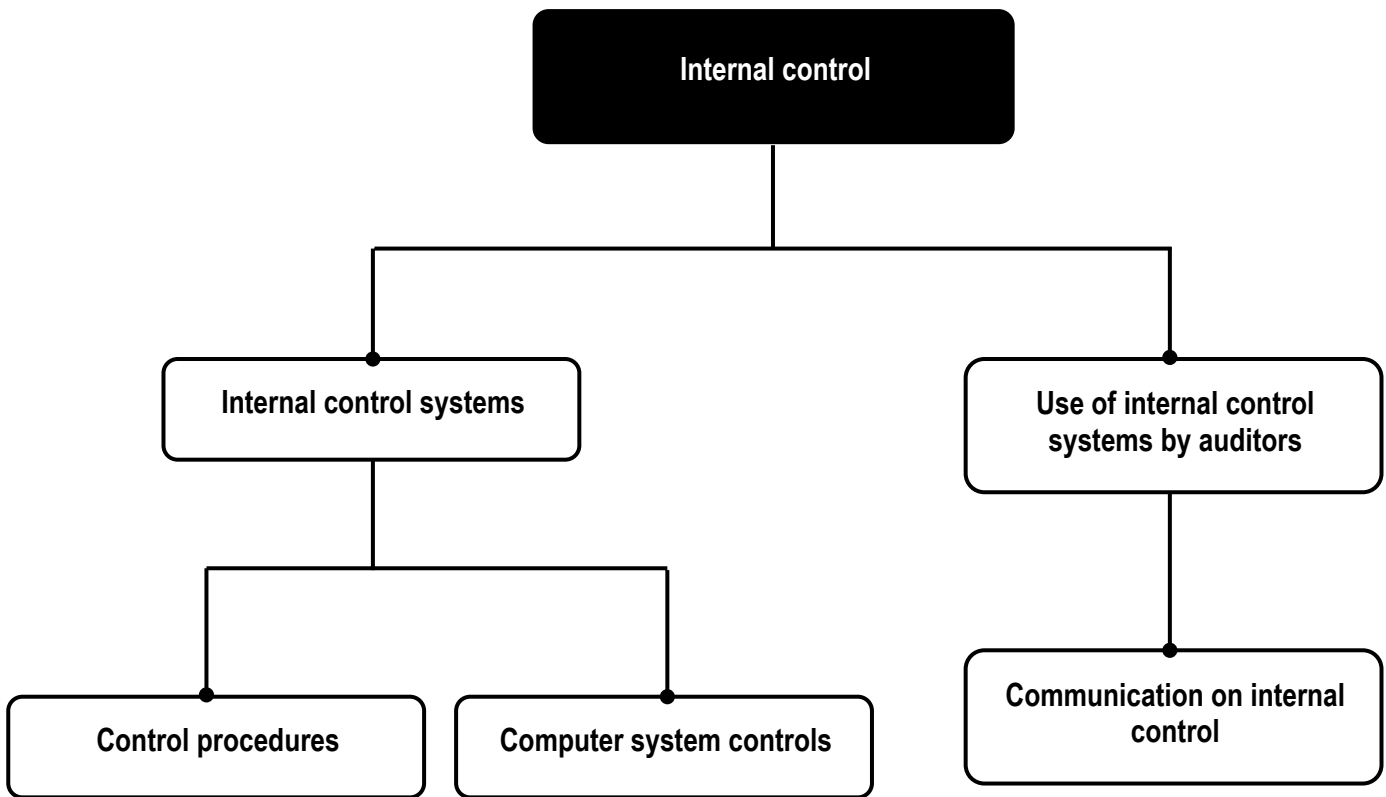 Internal control
Internal control systems
Use of internal control
systems by auditors
Control procedures
Computer system controls
Communication on internal
control